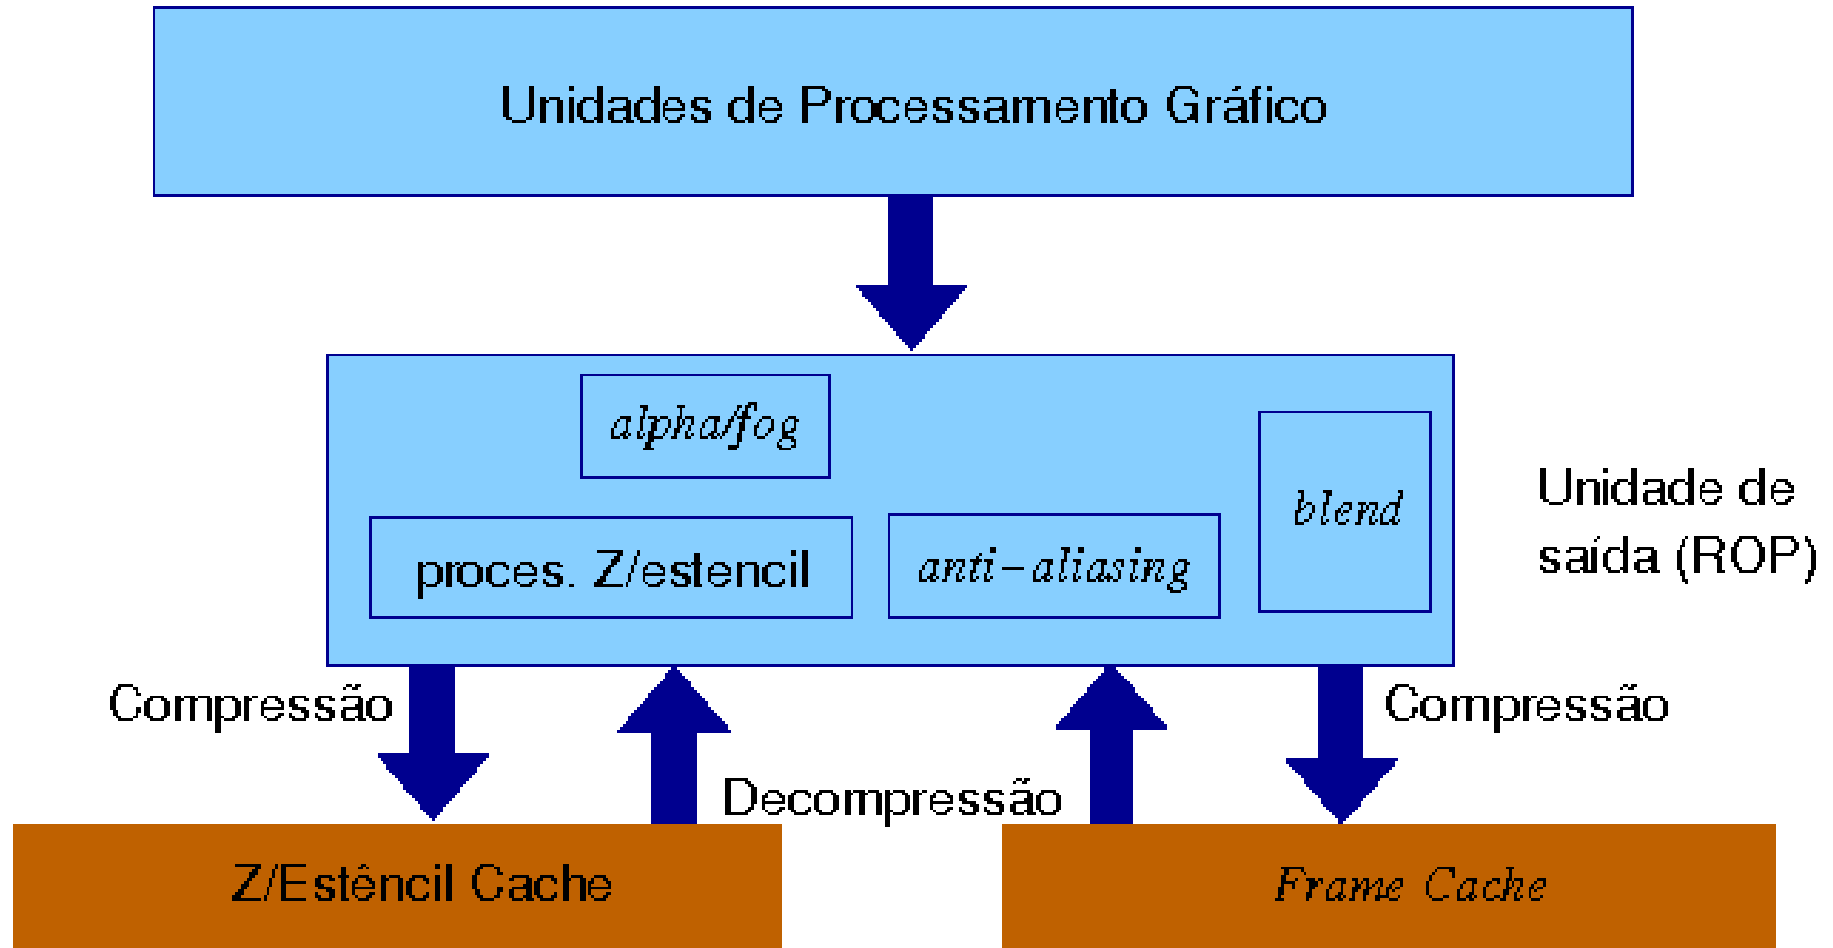 Unidades de Processamento Gráfico
alpha/fog
blend
proces. Z/estencil
anti-aliasing
Unidade de
saída (ROP)
Compressão
Decompressão
Compressão
Z/Estêncil Cache
Frame Cache